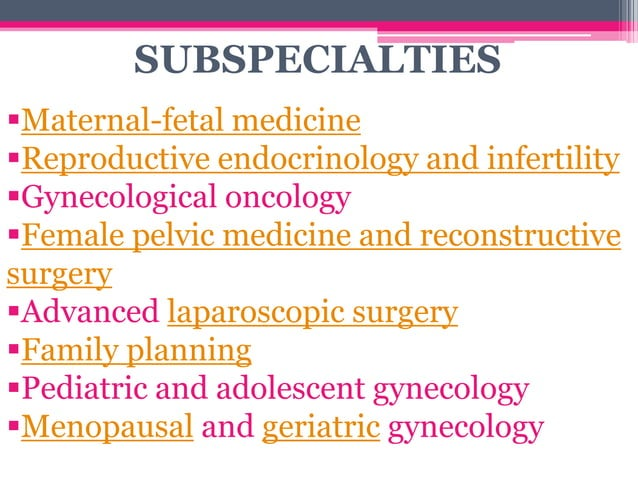 SUBSPECIALTIES
▪Maternal-fetal medicine
▪Reproductive endocrinology and infertility
▪Gynecological oncology
▪Female pelvic medicine and reconstructive
surgery
▪Advanced laparoscopic surgery
▪Family planning
▪Pediatric and adolescent gynecology
▪Menopausal and geriatric gynecology